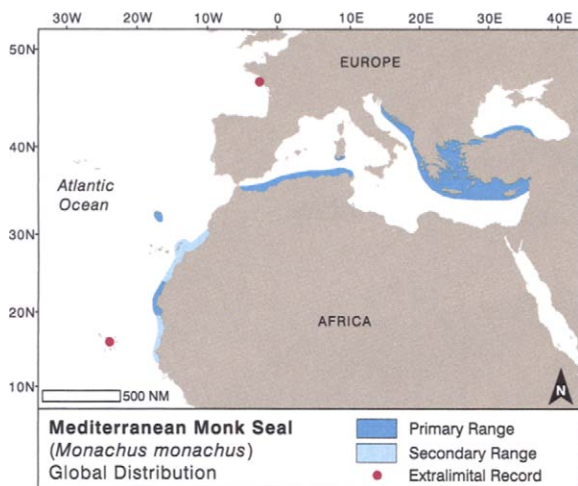 30W 20W 10W 0 10E 20E 30E 40E
50N
EUROPE
40N
Atlantic
Ocean
30N
20N
AFRICA
10N
500 NM
N
Mediterranean Monk Seal
(Monachus monachus)
Global Distribution
Primary Range
Secondary Range
Extralimital Record